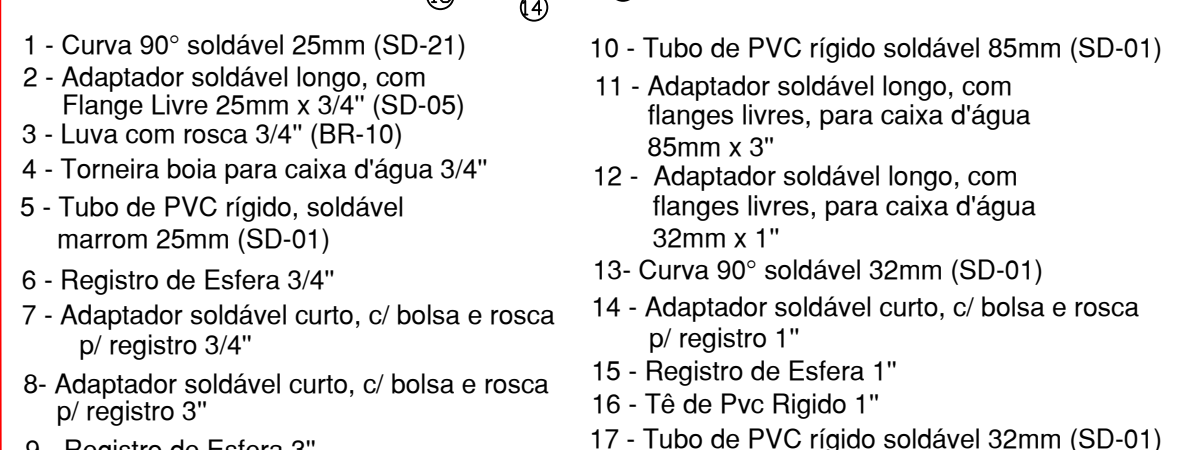 14
1 - Curva 90° soldável 25mm (SD-21)
2 - Adaptador soldável longo, com
Flange Livre 25mm x 3/4" (SD-05)
3 - Luva com rosca 3/4" (BR-10)
4 - Torneira boia para caixa d'água 3/4"
5 - Tubo de PVC rígido, soldável
marrom 25mm (SD-01)
6 - Registro de Esfera 3/4"
7 - Adaptador soldável curto, c/ bolsa e rosca
p/ registro 3/4"
8- Adaptador soldável curto, c/ bolsa e rosca
p/ registro 3"
9 - Registro de Esfera 3"
10 - Tubo de PVC rígido soldável 85mm (SD-01)
11 - Adaptador soldável longo, com
flanges livres, para caixa d'água
85mm x 3"
12 - Adaptador soldável longo, com
flanges livres, para caixa d'água
32mm x 1"
13- Curva 90° soldável 32mm (SD-01)
14 - Adaptador soldável curto, c/ bolsa e rosca
p/ registro 1"
15 - Registro de Esfera 1"
16 - Tê de Pvc Rigido 1"
17 - Tubo de PVC rígido soldável 32mm (SD-01)